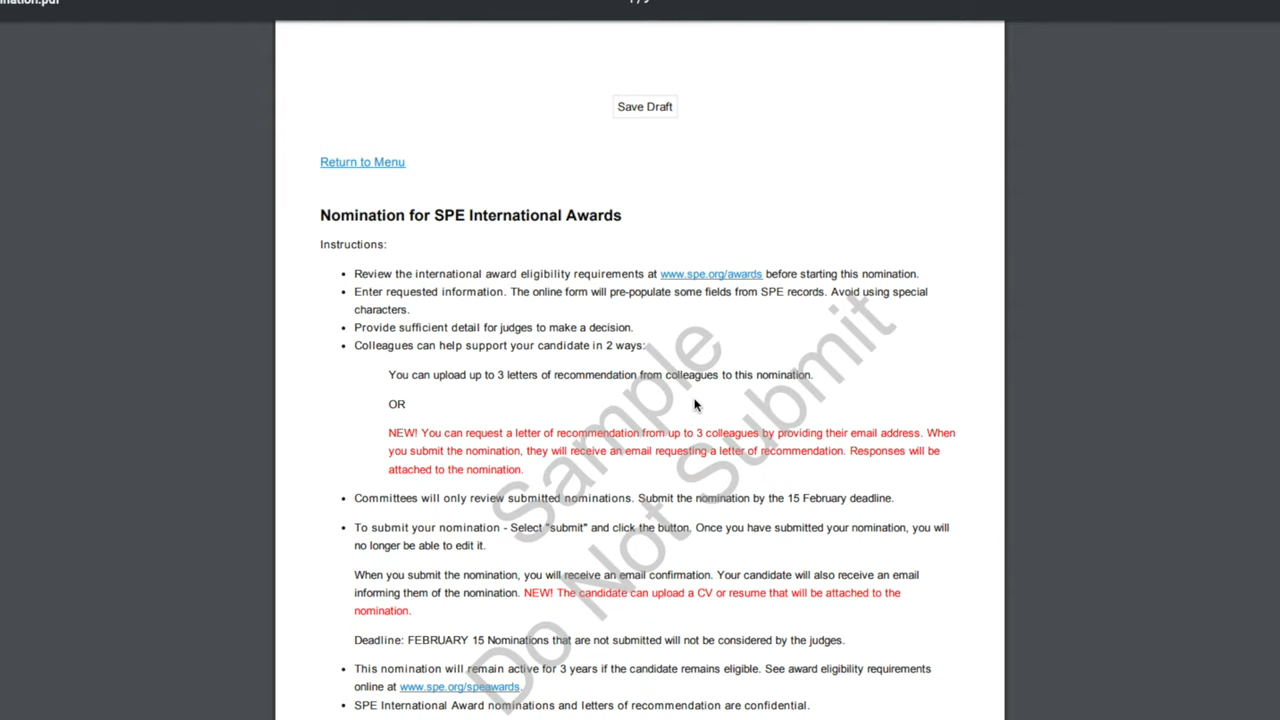 Save Draft
Return to Menu
Nomination for SPE International Awards
Instructions:
• Review the international award eligibility requirements at www.spe.org/awards before starting this nomination.
• Enter requested information. The online form will pre-populate some fields from SPE records. Avoid using special
characters.
• Provide sufficient detail for judges to make a decision.
• Colleagues can help support your candidate in 2 ways:
You can upload up to 3 letters of recommendation from colleagues to this nomination.
OR
NEW! You can request a letter of recommendation from up to 3 colleagues by providing their email address. When
you submit the nomination, they will receive an email requesting a letter of recommendation. Responses will be
attached to the nomination.
• Committees will only review submitted nominations. Submit the nomination by the 15 February deadline.
• To submit your nomination - Select "submit" and click the button. Once you have submitted your nomination, you will
no longer be able to edit it.
When you submit the nomination, you will receive an email confirmation. Your candidate will also receive an email
informing them of the nomination. NEW! The candidate can upload a CV or resume that will be attached to the
nomination.
Deadline: FEBRUARY 15 Nominations that are not submitted will not be considered by the judges.
• This nomination will remain active for 3 years if the candidate remains eligible. See award eligibility requirements
online at www.spe.org/speawards.
• SPE International Award nominations and letters of recommendation are confidential.
Sample
Do Not Submit